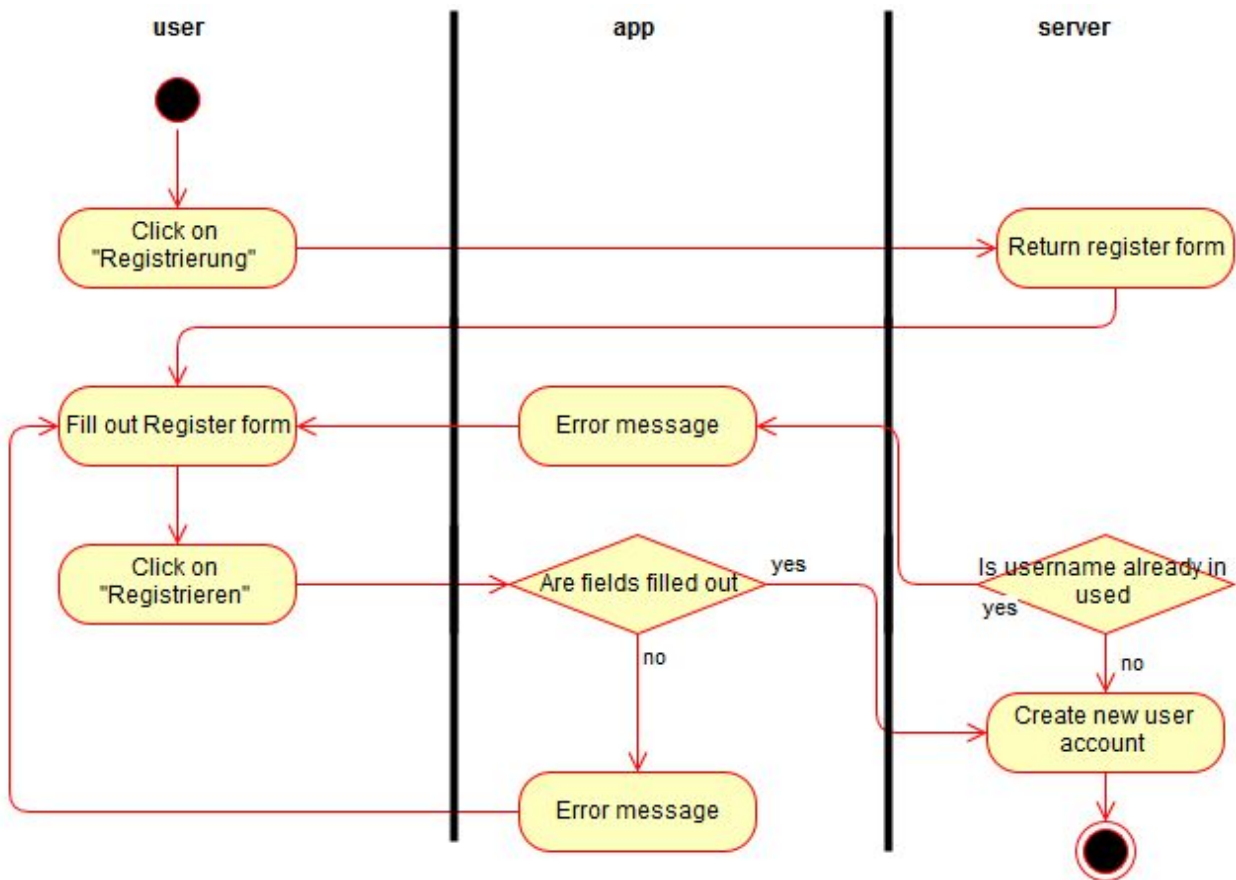 user
app
server
Click on
"Registrierung"
Return register form
Fill out Register form
Error message
Click on
"Registrieren"
Are fields filled out
yes
Is username already in
used
yes
no
no
Create new user
account
Error message